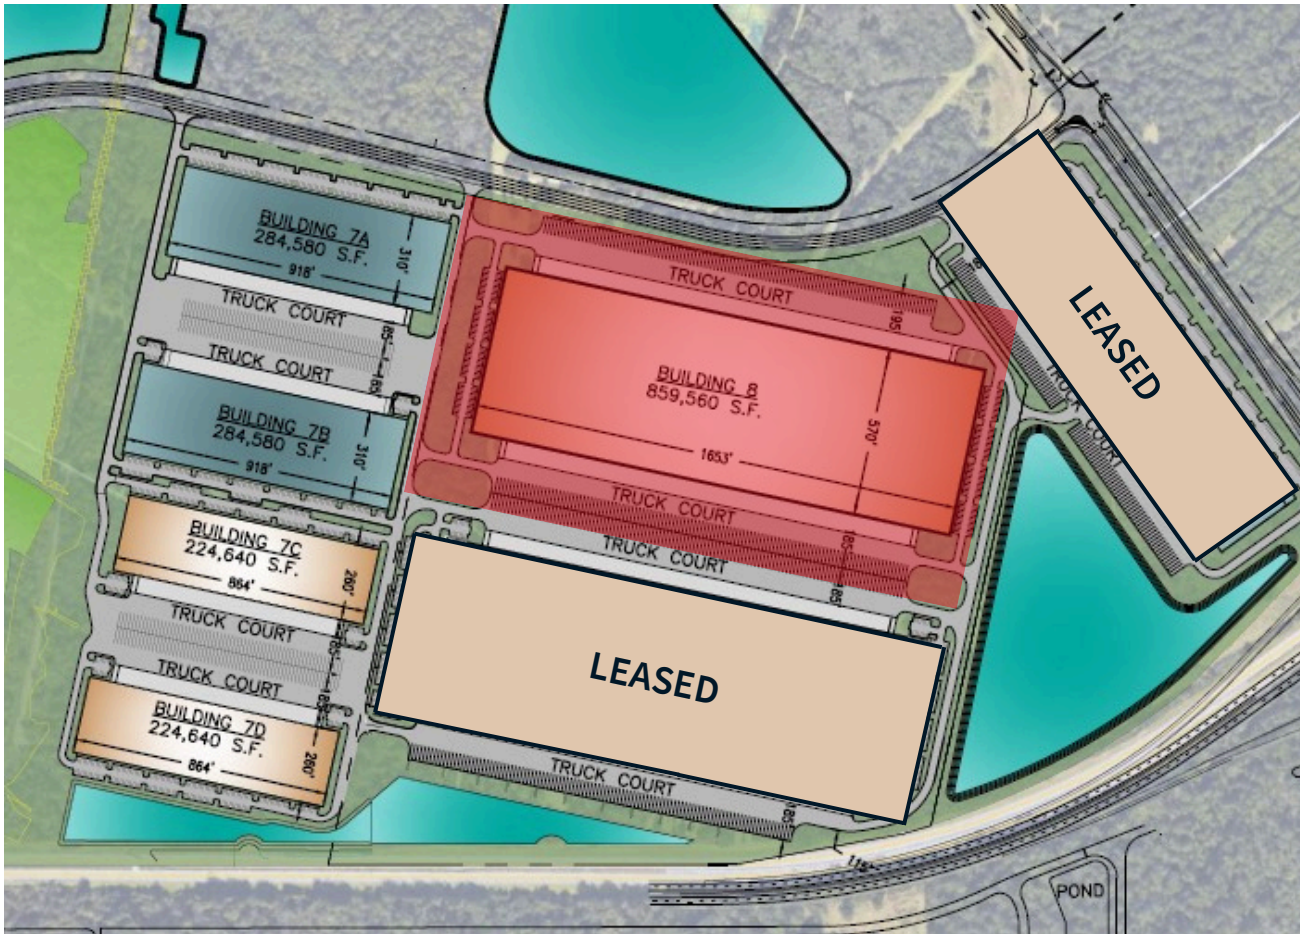 BUILDING 7A
284,580 S.F.
918'
310'
TRUCK COURT
185'
185'
TRUCK COURT
BUILDING 7B
284,580 S.F.
918'
310'
BUILDING 7C
224,640 S.F.
864'
260'
TRUCK COURT
185'
TRUCK COURT
185'
BUILDING 7D
224,640 S.F.
864'
260'
TRUCK COURT
195'
BUILDING 8
859,560 S.F.
1653'
570'
TRUCK COURT
185'
TRUCK COURT
185'
LEASED
TRUCK COURT
185'
LEASED
TRUCK COURT
115'
POND